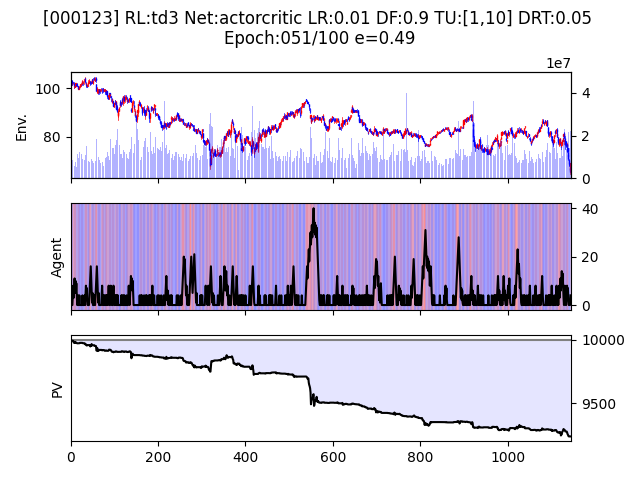 [000123] RL:td3 Net:actorcritic LR:0.01 DF:0.9 TU:[1,10] DRT:0.05
Epoch:051/100 e=0.49
1e7
100
80
Env.
4
2
0
Agent
40
20
0
PV
10000
9500
0 200 400 600 800 1000